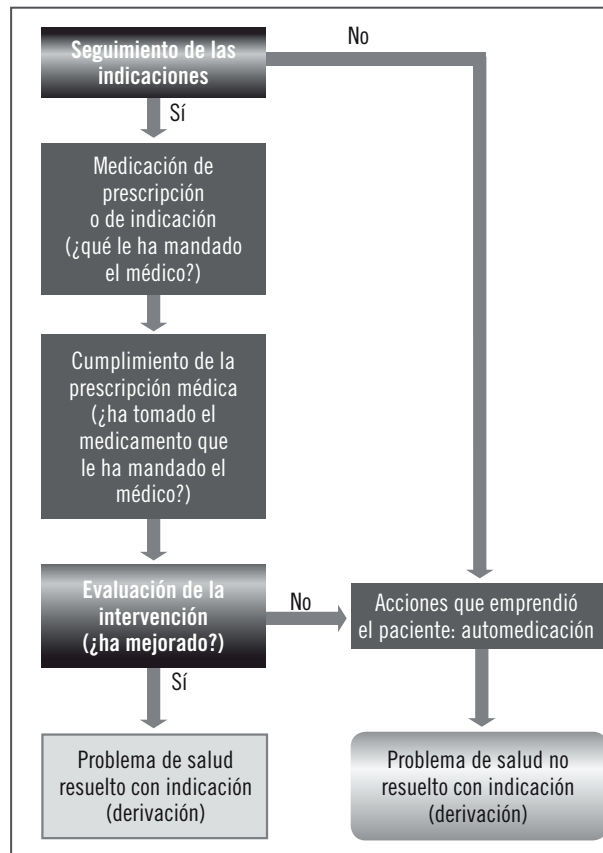 Seguimiento de las
indicaciones
No
Sí
Medicación de
prescripción
o de indicación
(¿qué le ha mandado
el médico?)
Cumplimiento de la
prescripción médica
(¿ha tomado el
medicamento que
le ha mandado el
médico?)
Evaluación de la
intervención
(¿ha mejorado?)
No
Acciones que emprendió
el paciente: automedicación
Sí
Problema de salud
resuelto con indicación
(derivación)
Problema de salud no
resuelto con indicación
(derivación)